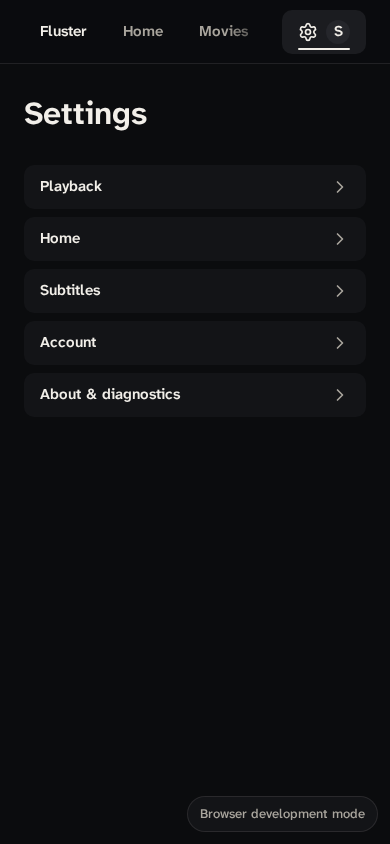 Fluster Home Movies S
Settings
Playback
Home
Subtitles
Account
About & diagnostics
Browser development mode